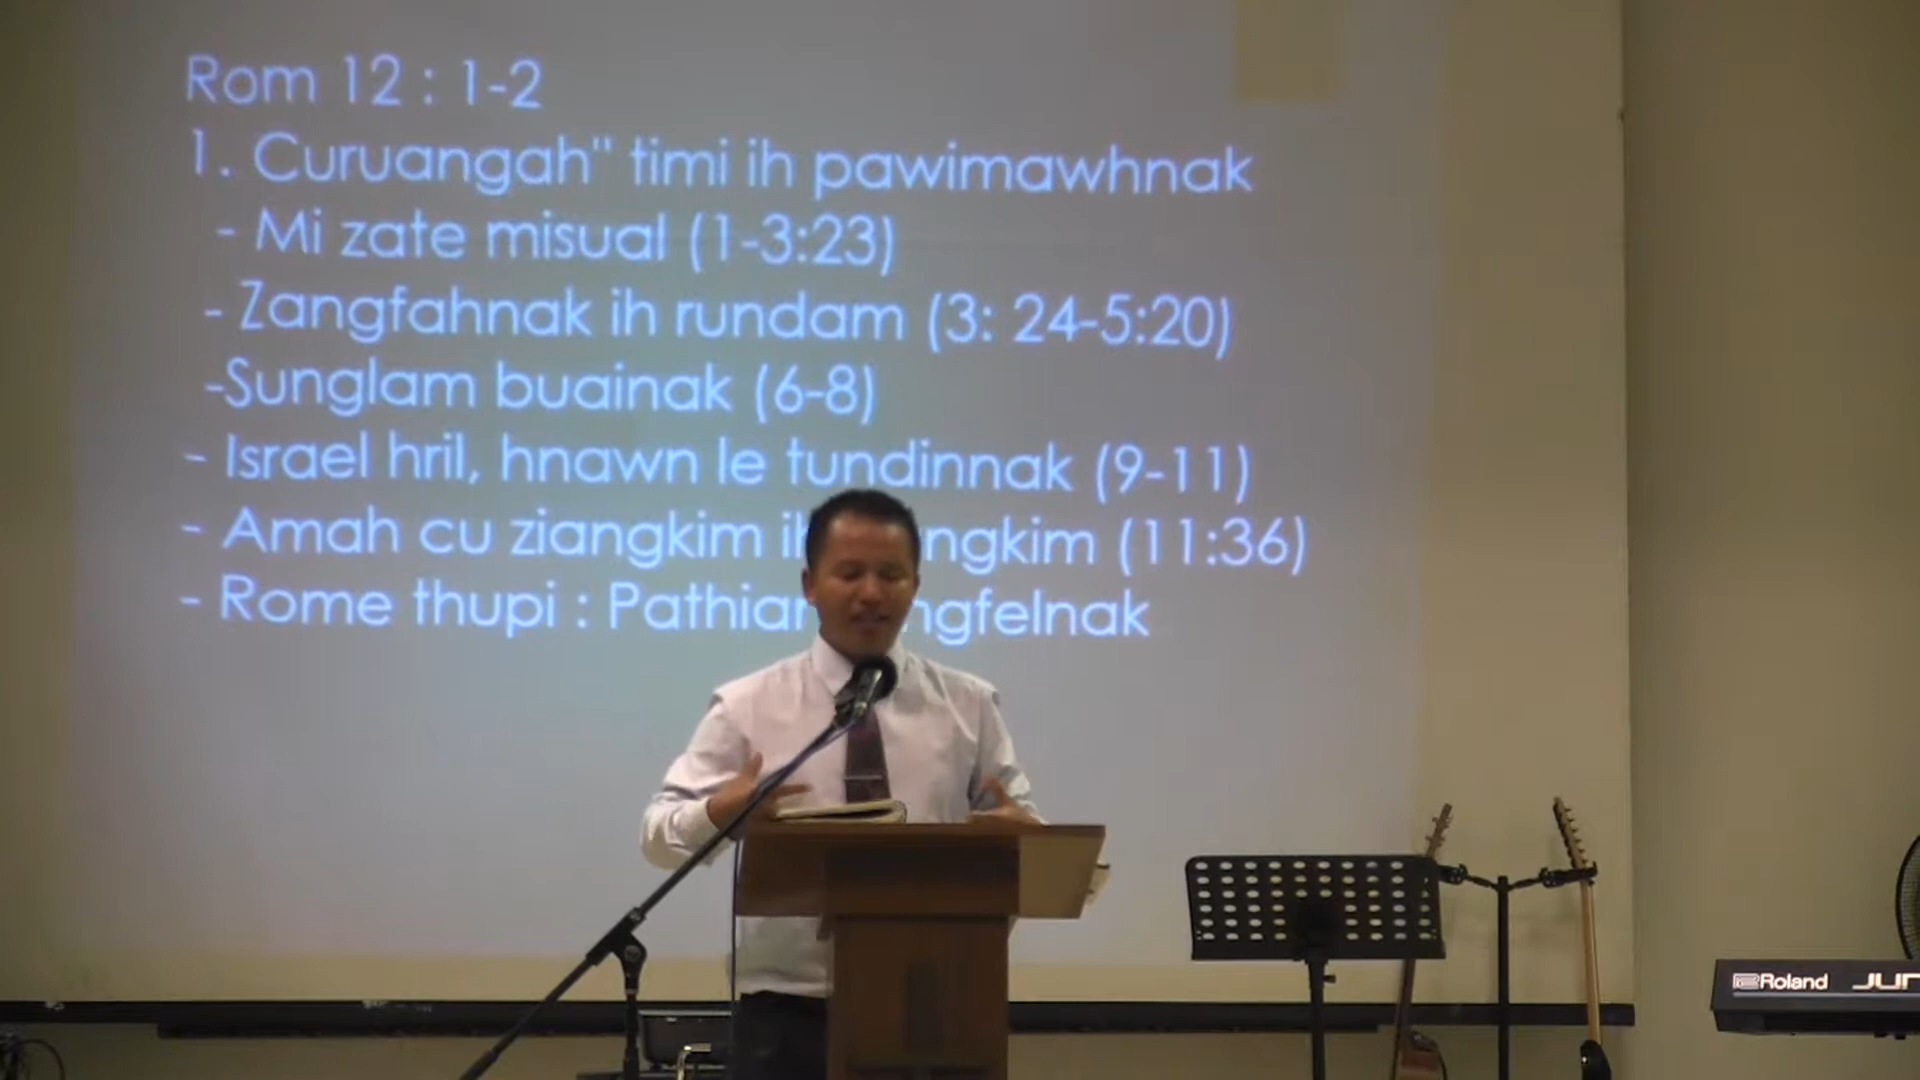 Rom 12 : 1-2
1. Curuangah" timi ih pawimawhnak
- Mi zate misual (1-3:23)
- Zangfahnak ih rundam (3: 24-5:20)
-Sunglam buainak (6-8)
- Israel hril, hnawn le tundinnak (9-11)
- Amah cu ziangkim (11:36)
- Rome thupi :
Roland